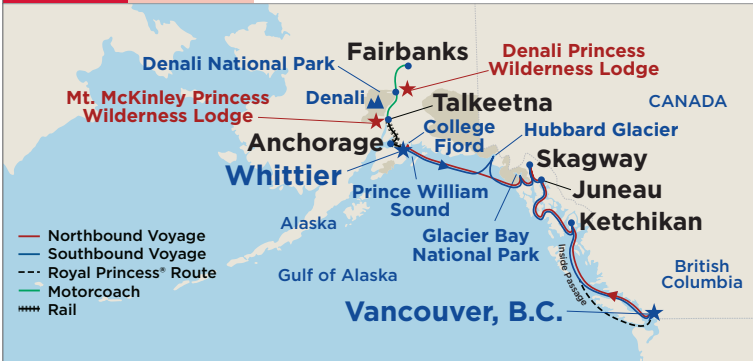 Fairbanks
Denali National Park
Denali Princess
Wilderness Lodge
Denali
Mt. McKinley Princess
Wilderness Lodge
Talkeetna
CANADA
College
Fjord
Hubbard Glacier
Anchorage
Whittier
Skagway
Prince William
Sound
Juneau
Alaska
Glacier Bay
National Park
Ketchikan
Northbound Voyage
Southbound Voyage
Royal Princess® Route
Motorcoach
Rail
Gulf of Alaska
Inside Passage
British
Columbia
Vancouver, B.C.